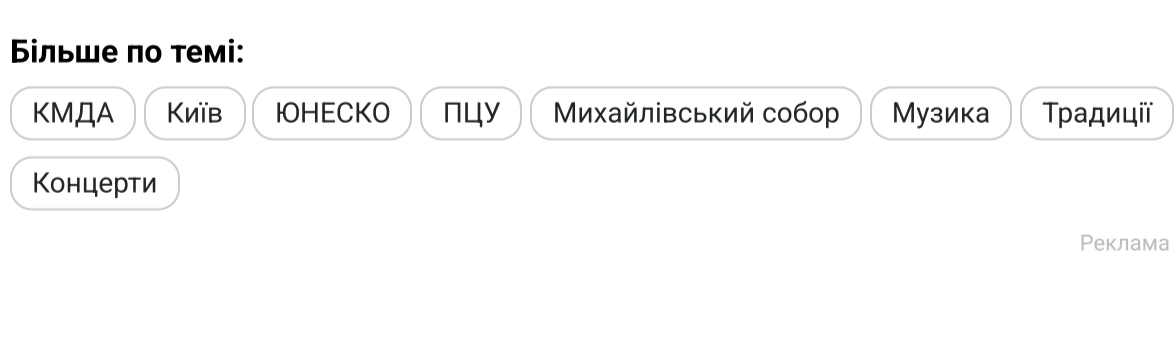 Більше по темі:
КМДА Київ ЮНЕСКО ПЦУ Михайлівський собор Музика Традиції
Концерти
Реклама